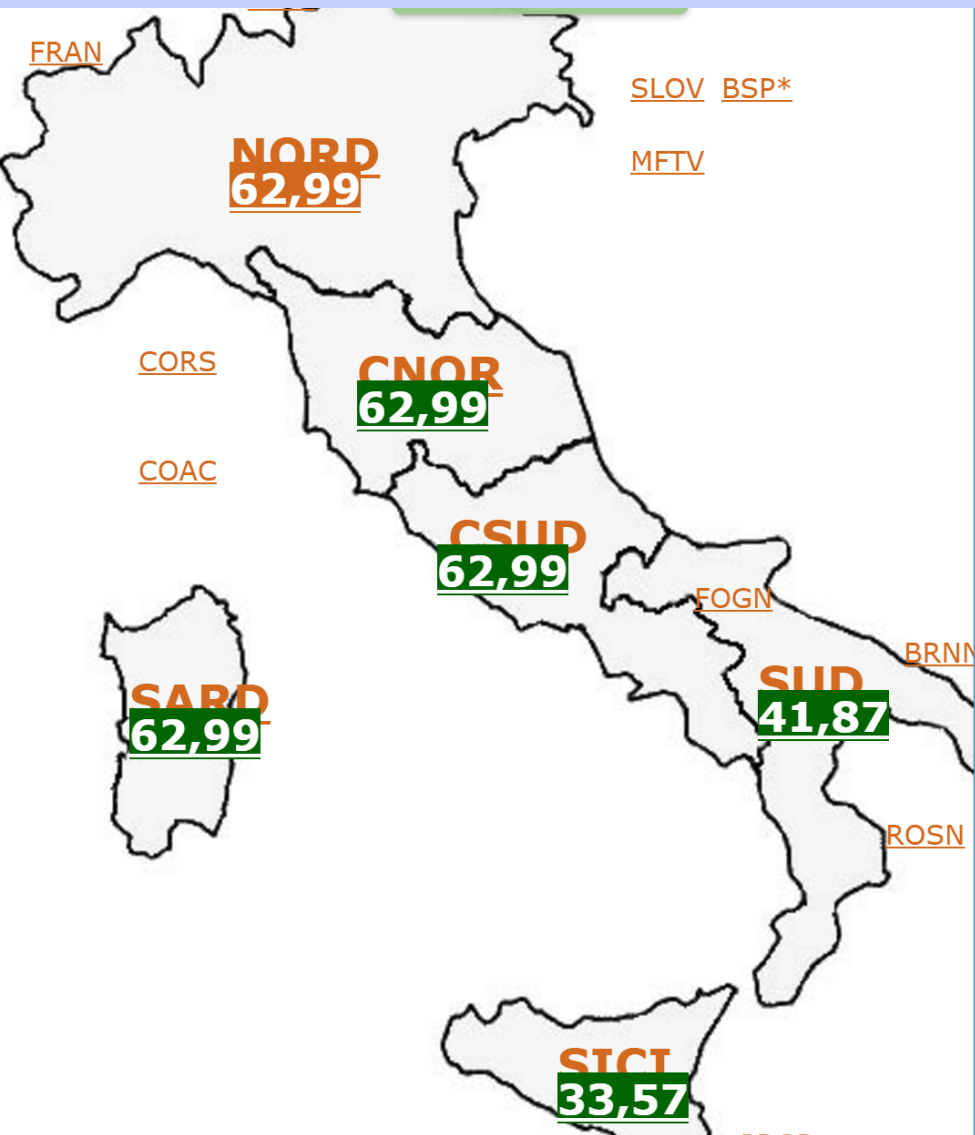 FRAN
SLOV BSP*
NORD
62,99
MFTV
CORS
CNOR
62,99
COAC
CSUD
62,99
FOGN
BRNN
SARD
62,99
SUD
41,87
ROSN
SICI
33,57